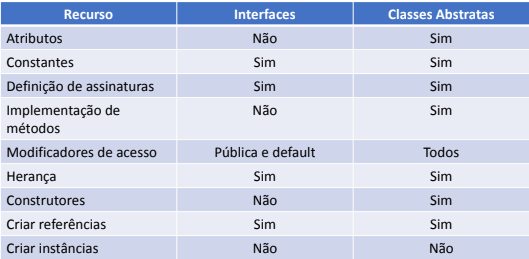 Recurso Interfaces Classes Abstratas
Atributos Não Sim
Constantes Sim Sim
Definição de assinaturas Sim Sim
Implementação de Não Sim
métodos
Modificadores de acesso Pública e default Todos
Herança Sim Sim
Construtores Não Sim
Criar referências Sim Sim
Criar instâncias Não Não